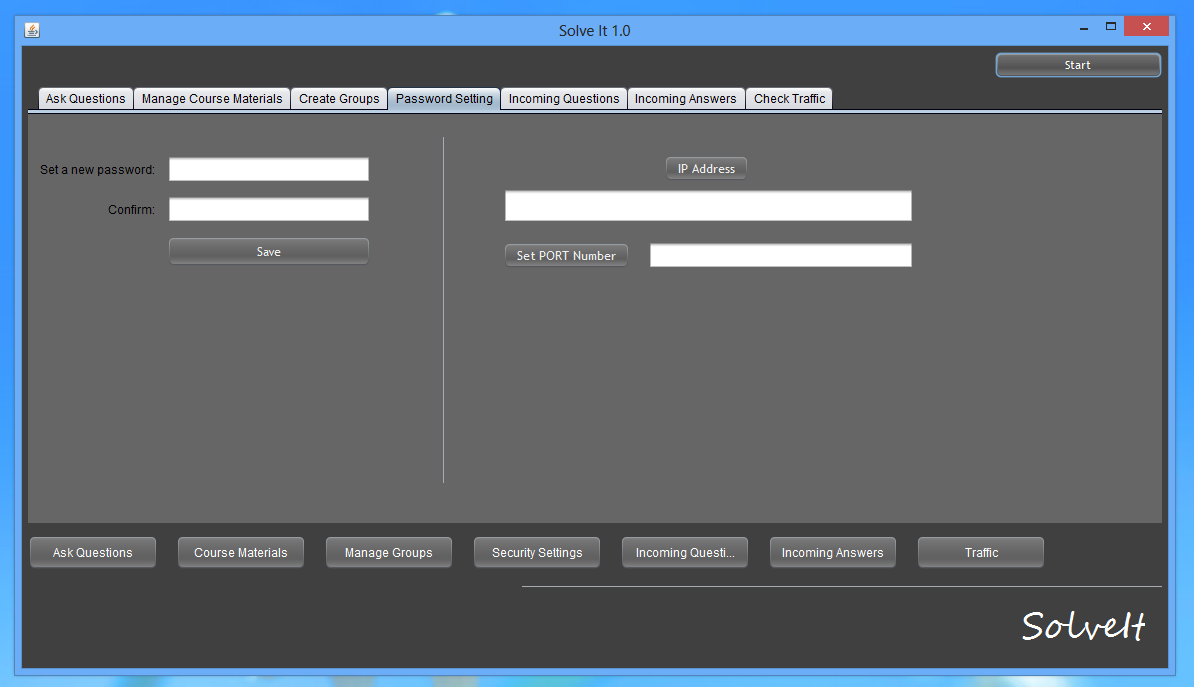 Solve It 1.0
Start
Ask Questions Manage Course Materials Create Groups Password Setting Incoming Questions Incoming Answers Check Traffic
Set a new password:
Confirm:
Save
IP Address
Set PORT Number
Ask Questions Course Materials Manage Groups Security Settings Incoming Questi... Incoming Answers Traffic
SolveIt